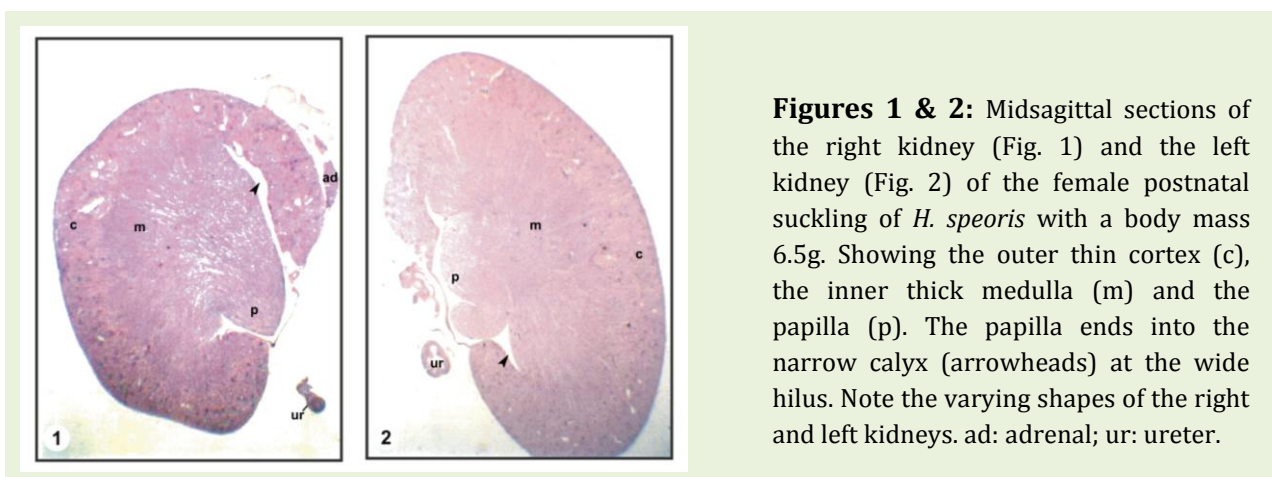 ad
c
m
p
ur
1
m
c
p
ur
2
Figures 1 & 2: Midsagittal sections of
the right kidney (Fig. 1) and the left
kidney (Fig. 2) of the female postnatal
suckling of H. speoris with a body mass
6.5g. Showing the outer thin cortex (c),
the inner thick medulla (m) and the
papilla (p). The papilla ends into the
narrow calyx (arrowheads) at the wide
hilus. Note the varying shapes of the right
and left kidneys. ad: adrenal; ur: ureter.